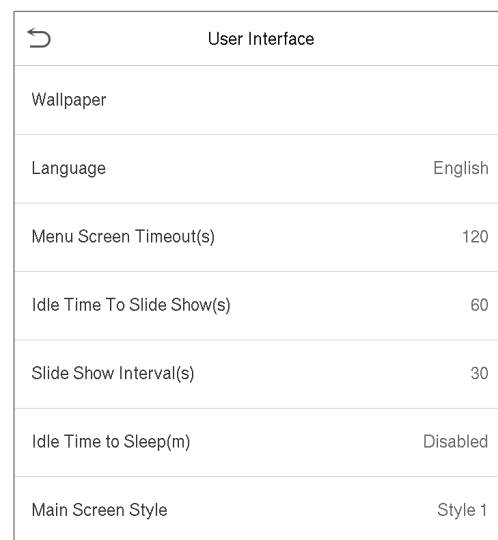 User Interface
Wallpaper
Language English
Menu Screen Timeout(s) 120
Idle Time To Slide Show(s) 60
Slide Show Interval(s) 30
Idle Time to Sleep(m) Disabled
Main Screen Style Style 1